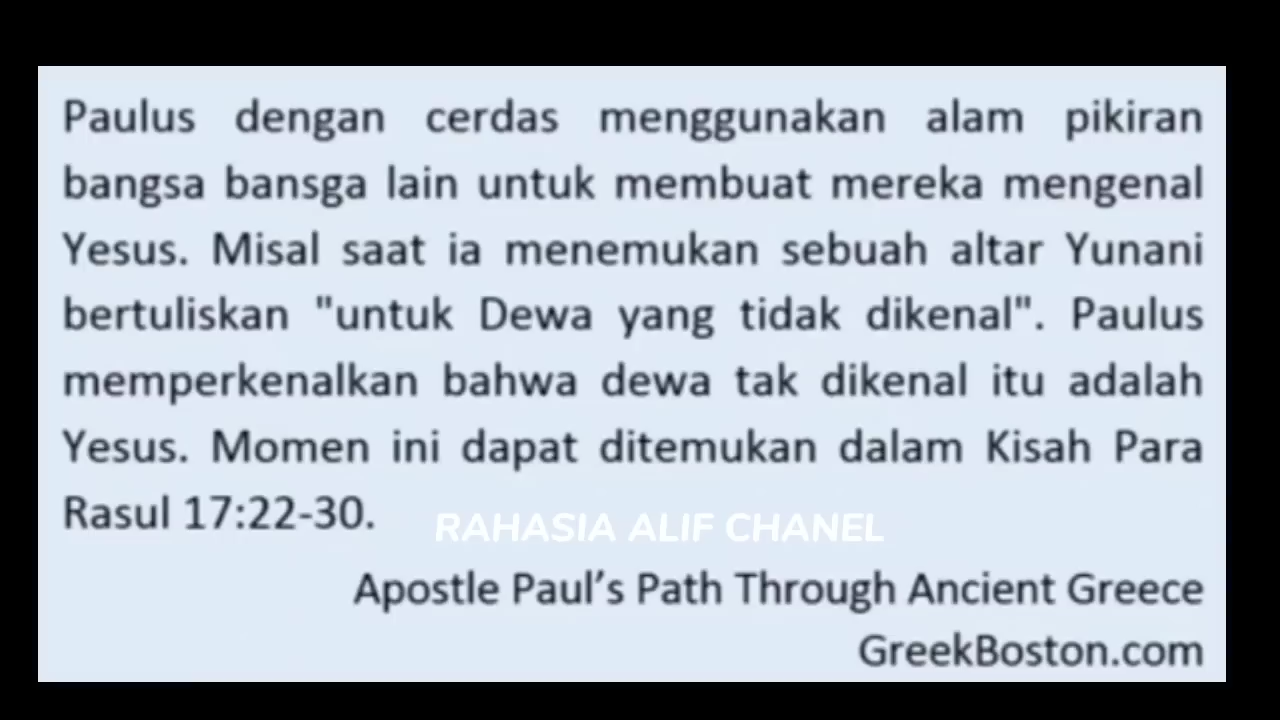 Paulus dengan cerdas menggunakan alam pikiran
bangsa bansga lain untuk membuat mereka mengenal
Yesus. Misal saat ia menemukan sebuah altar Yunani
bertuliskan "untuk Dewa yang tidak dikenal". Paulus
memperkenalkan bahwa dewa tak dikenal itu adalah
Yesus. Momen ini dapat ditemukan dalam Kisah Para
Rasul 17:22-30.
RAHASIA ALIF CHANEL
Apostle Paul’s Path Through Ancient Greece
GreekBoston.com